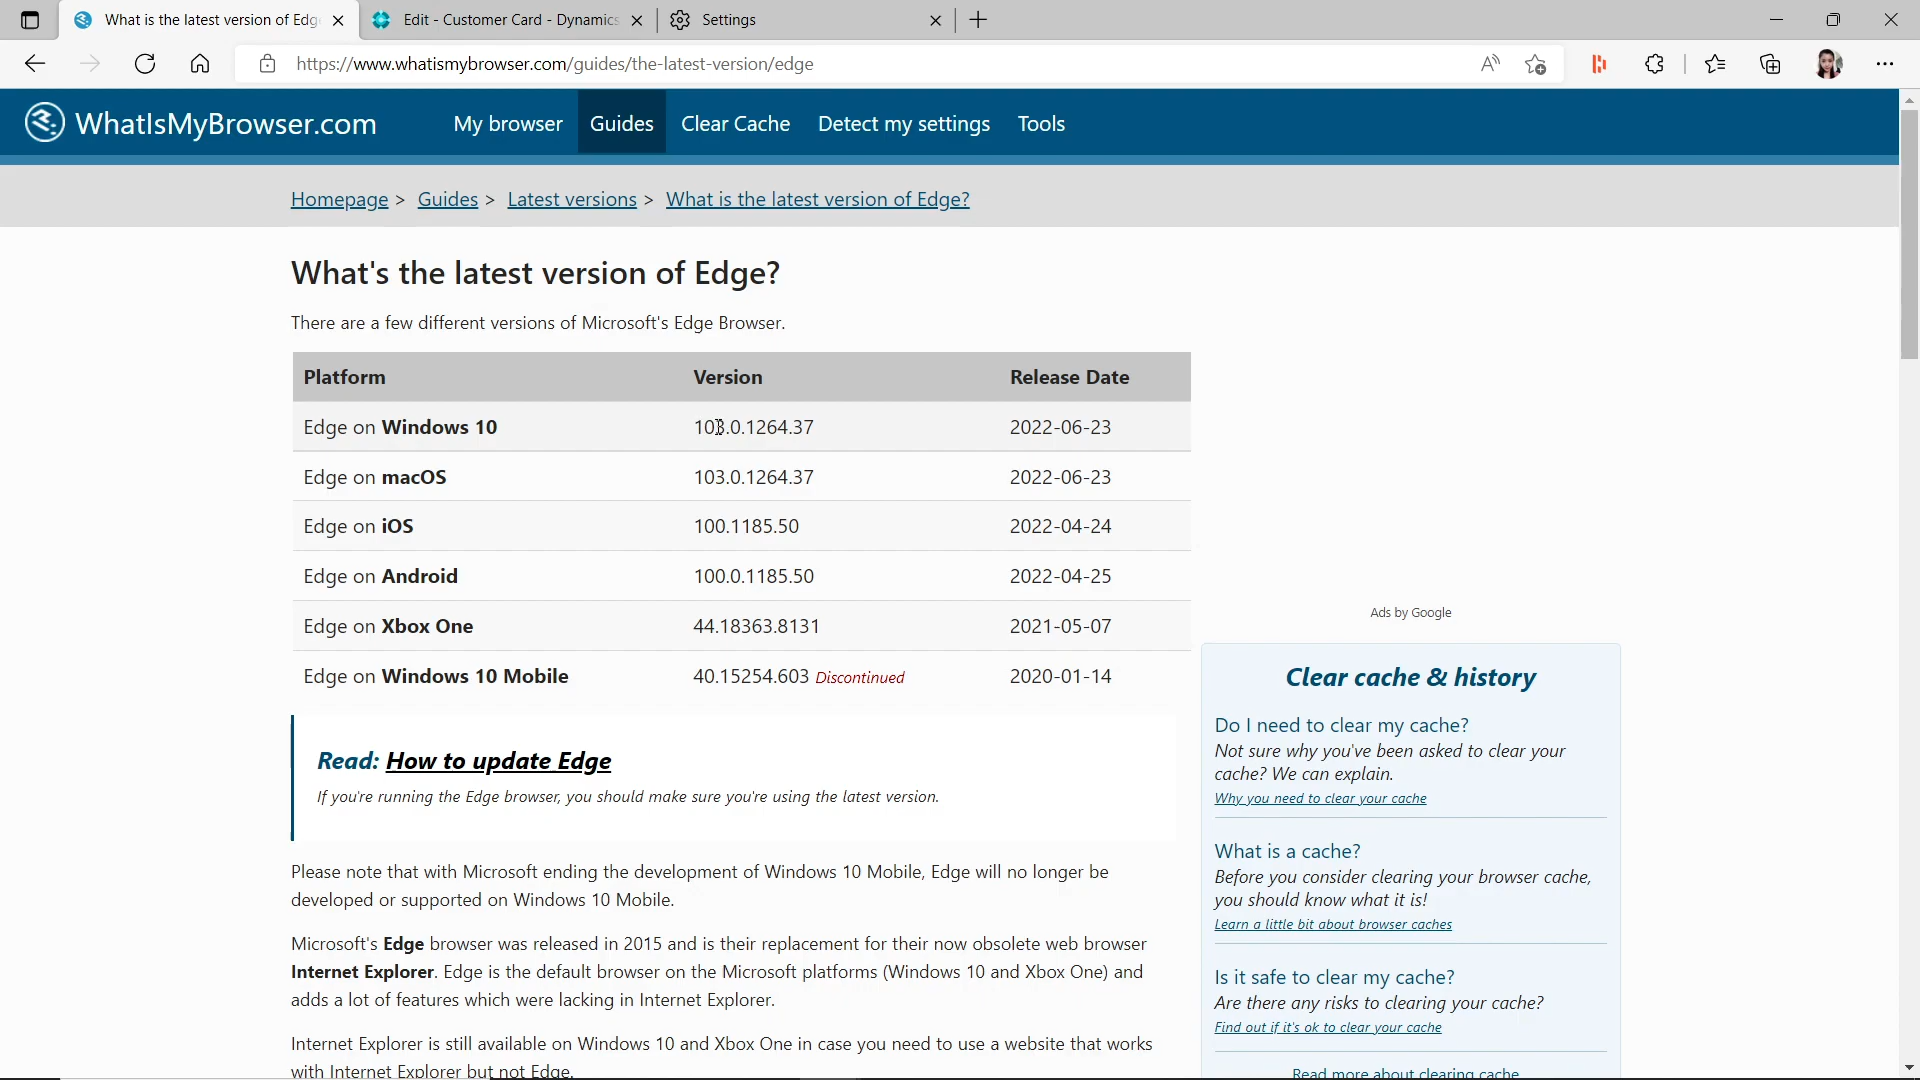 What is the latest version of Edg
Edit - Customer Card - Dynamics
Settings
https://www.whatismybrowser.com/guides/the-latest-version/edge
WhatIsMyBrowser.com
My browser
Guides
Clear Cache
Detect my settings
Tools
Homepage > Guides > Latest versions > What is the latest version of Edge?
What's the latest version of Edge?
There are a few different versions of Microsoft's Edge Browser.
Platform Version Release Date
Edge on Windows 10 103.0.1264.37 2022-06-23
Edge on macOS 103.0.1264.37 2022-06-23
Edge on iOS 100.1185.50 2022-04-24
Edge on Android 100.0.1185.50 2022-04-25
Edge on Xbox One 44.18363.8131 2021-05-07
Edge on Windows 10 Mobile 40.15254.603 Discontinued 2020-01-14
Read: How to update Edge
If you're running the Edge browser, you should make sure you're using the latest version.
Please note that with Microsoft ending the development of Windows 10 Mobile, Edge will no longer be
developed or supported on Windows 10 Mobile.
Microsoft's Edge browser was released in 2015 and is their replacement for their now obsolete web browser
Internet Explorer. Edge is the default browser on the Microsoft platforms (Windows 10 and Xbox One) and
adds a lot of features which were lacking in Internet Explorer.
Internet Explorer is still available on Windows 10 and Xbox One in case you need to use a website that works
with Internet Explorer but not Edge.
Ads by Google
Clear cache & history
Do I need to clear my cache?
Not sure why you've been asked to clear your
cache? We can explain.
Why you need to clear your cache
What is a cache?
Before you consider clearing your browser cache,
you should know what it is!
Learn a little bit about browser caches
Is it safe to clear my cache?
Are there any risks to clearing your cache?
Find out if it's ok to clear your cache
Read more about clearing cache